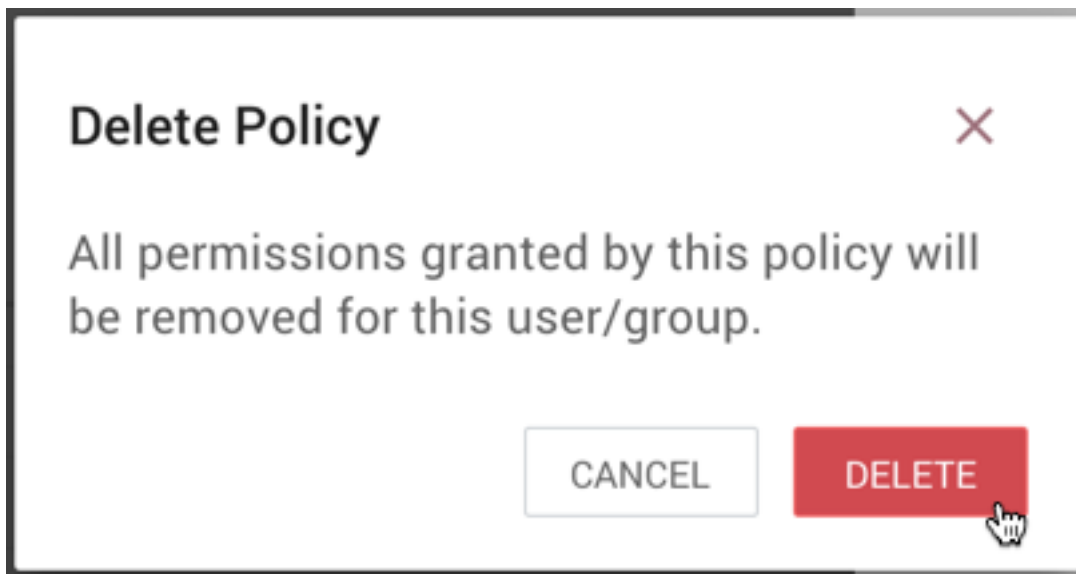 Delete Policy
All permissions granted by this policy will
be removed for this user/group.
CANCEL
DELETE